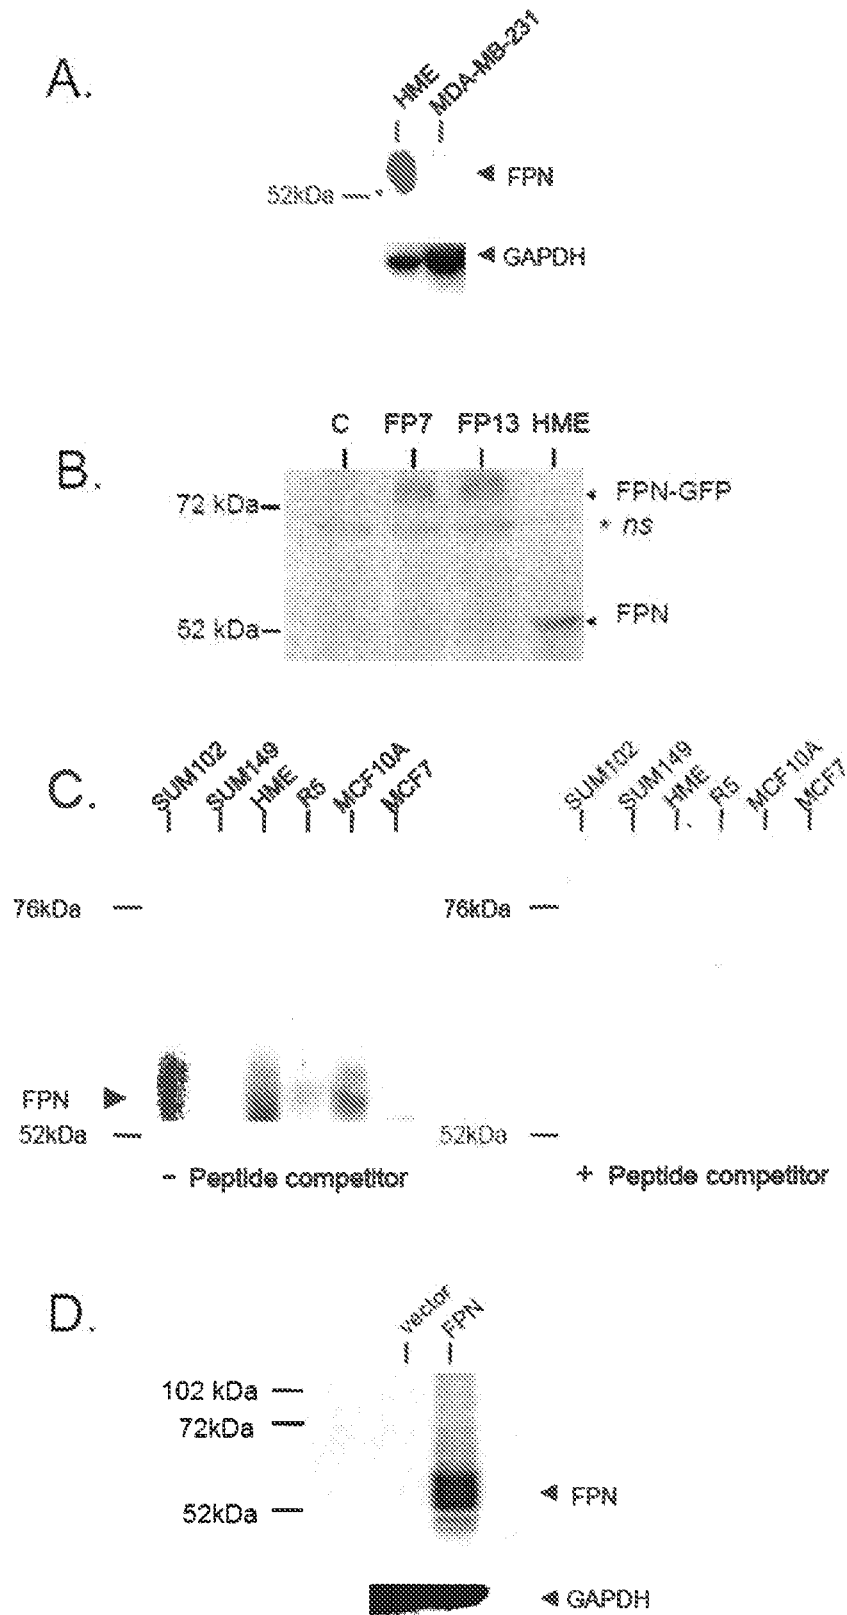 A.
HME MDA-MB-231
FPN
52kDa
GAPDH
B.
C FP7 FP13 HME
72 kDa
FPN-GFP
* ns
52 kDa
FPN
C.
SUM102 SUM149 HME R5 MCF10A MCF7
SUM102 SUM149 HME R5 MCF10A MCF7
76kDa
76kDa
FPN
52kDa
52kDa
- Peptide competitor
+ Peptide competitor
D.
vector FPN
102 kDa
72kDa
52kDa
FPN
GAPDH